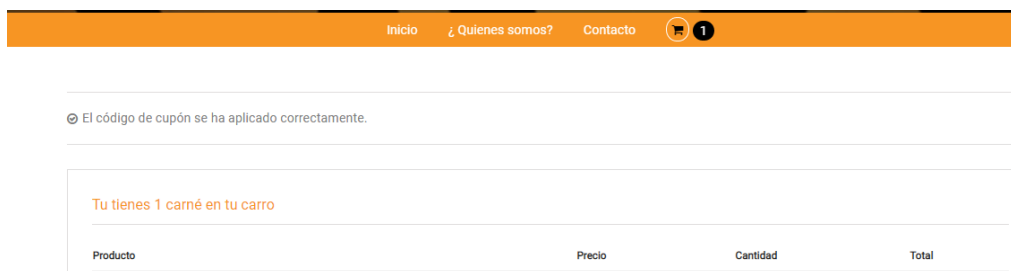 Inicio ¿ Quienes somos? Contacto 1
El código de cupón se ha aplicado correctamente.
Tu tienes 1 carné en tu carro
Producto Precio Cantidad Total